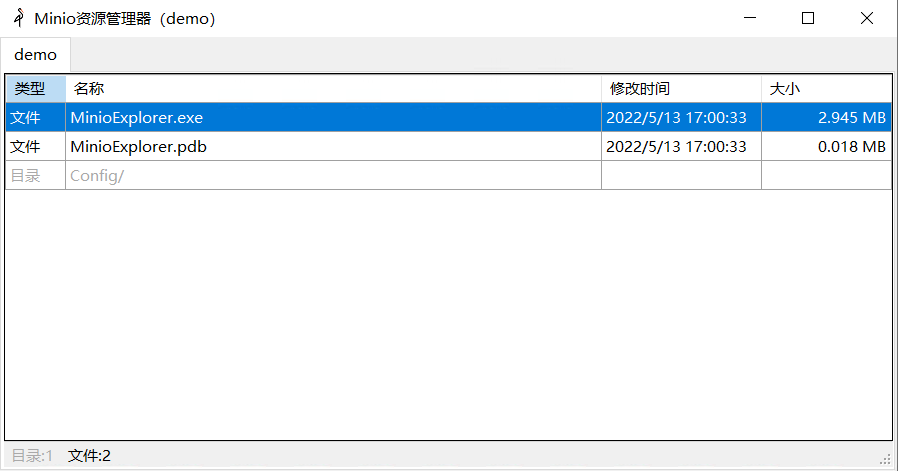 Minio资源管理器（demo）
demo
类型 名称 修改时间 大小
文件 MinioExplorer.exe 2022/5/13 17:00:33 2.945 MB
文件 MinioExplorer.pdb 2022/5/13 17:00:33 0.018 MB
目录 Config/
目录:1 文件:2